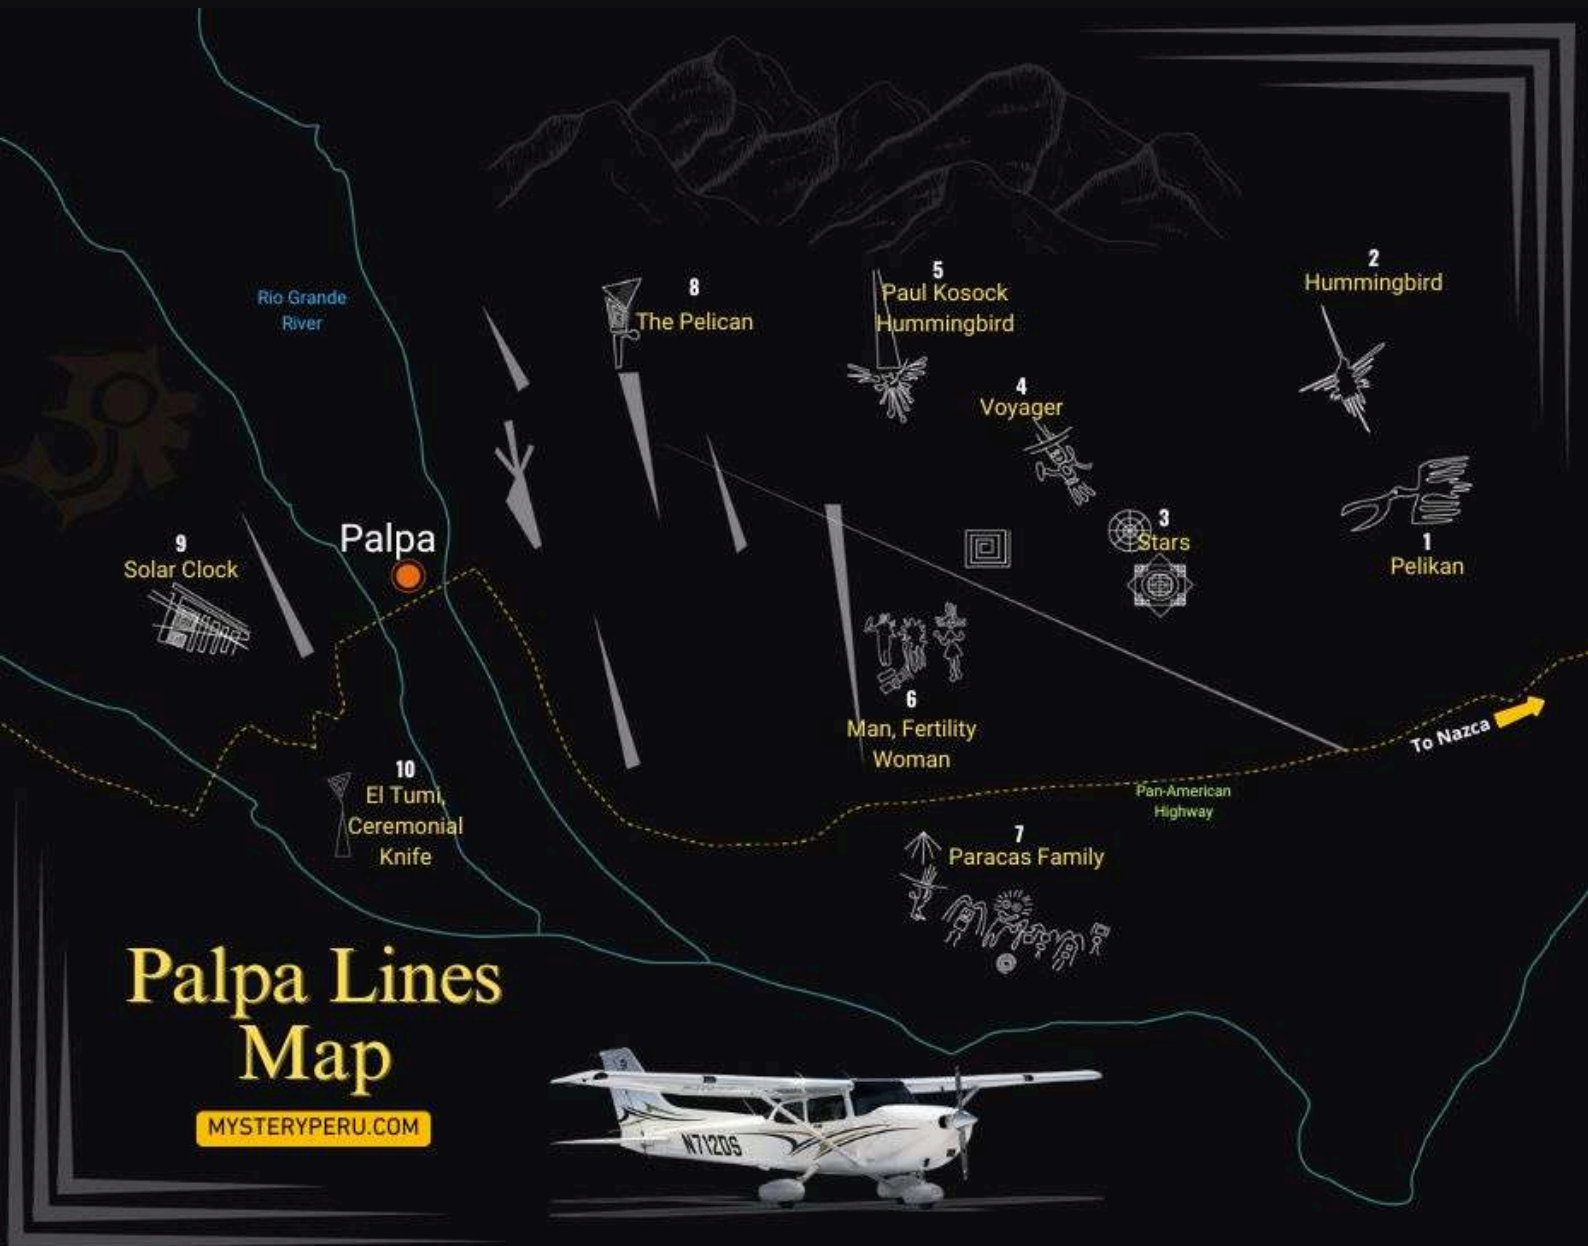 2
Hummingbird
5
Paul Kosock
Hummingbird
8
The Pelican
Rio Grande
River
4
Voyager
3
Stars
1
Pelikan
Palpa
9
Solar Clock
6
Man, Fertility
Woman
To Nazca
Pan-American
Highway
10
El Tumi,
Ceremonial
Knife
7
Paracas Family
Palpa Lines
Map
MYSTERYPERU.COM
N712DS